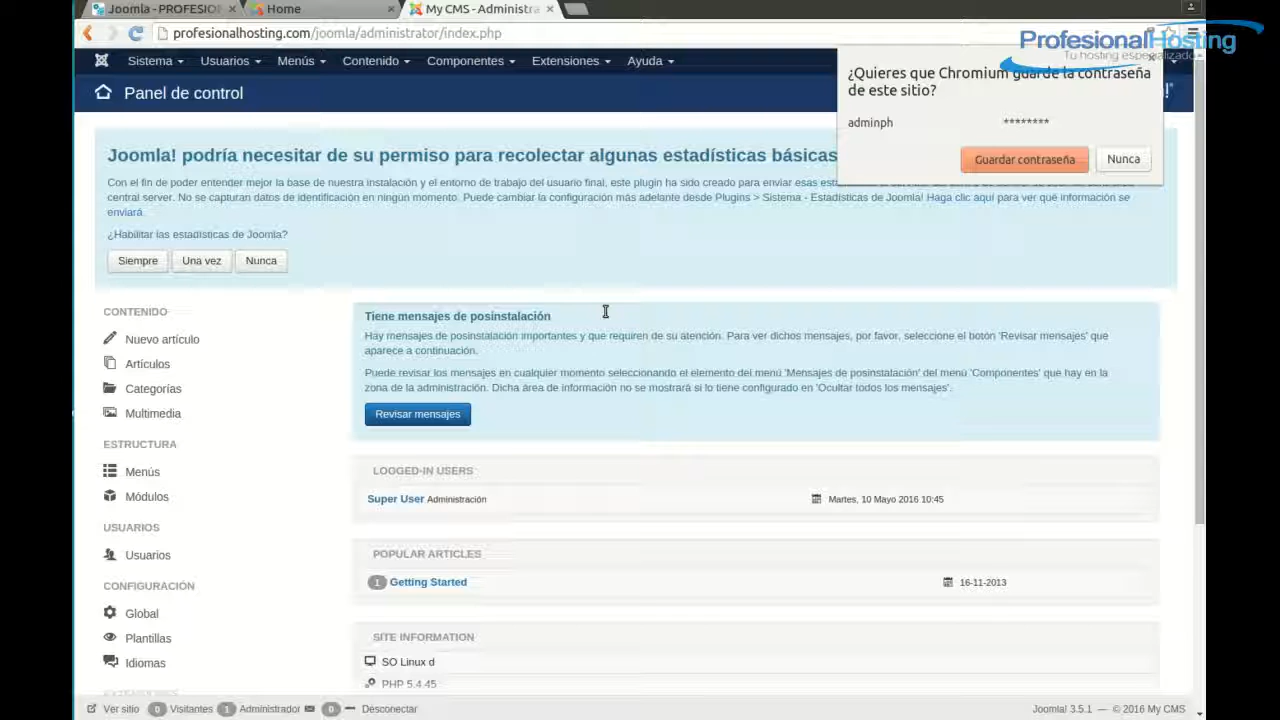 Joomla - PROFESION
Home
My CMS - Administra
profesionalhosting.com/joomla/administrator/index.php
ProfesionalHosting
Tu hosting especializado
Sistema
Usuarios
Menús
Contenido
Componentes
Extensiones
Ayuda
Panel de control
¿Quieres que Chromium guarde la contraseña
de este sitio?
adminph ********
Guardar contraseña
Nunca
Joomla! podría necesitar de su permiso para recolectar algunas estadísticas básicas
Con el fin de poder entender mejor la base de nuestra instalación y el entorno de trabajo del usuario final, este plugin ha sido creado para enviar esas
central server. No se capturan datos de identificación en ningún momento. Puede cambiar la configuración más adelante desde Plugins > Sistema - Estadísticas de Joomla! Haga clic aquí para ver qué información se
enviará.
¿Habilitar las estadísticas de Joomla?
Siempre
Una vez
Nunca
CONTENIDO
Nuevo artículo
Artículos
Categorías
Multimedia
ESTRUCTURA
Menús
Módulos
USUARIOS
Usuarios
CONFIGURACIÓN
Global
Plantillas
Idiomas
EXTENSIONES
Tiene mensajes de posinstalación
Hay mensajes de posinstalación importantes y que requiren de su atención. Para ver dichos mensajes, por favor, seleccione el botón 'Revisar mensajes' que
aparece a continuación.
Puede revisar los mensajes en cualquier momento seleccionando el elemento del menú 'Mensajes de posinstalación' del menú 'Componentes' que hay en la
zona de la administración. Dicha área de información no se mostrará si lo tiene configurado en 'Ocultar todos los mensajes'.
Revisar mensajes
LOGGED-IN USERS
Super User Administración
Martes, 10 Mayo 2016 10:45
POPULAR ARTICLES
1 Getting Started
16-11-2013
SITE INFORMATION
SO Linux d
PHP 5.4.45
Ver sitio 0 Visitantes 1 Administrador 0 Desconectar
Joomla! 3.5.1 — © 2016 My CMS